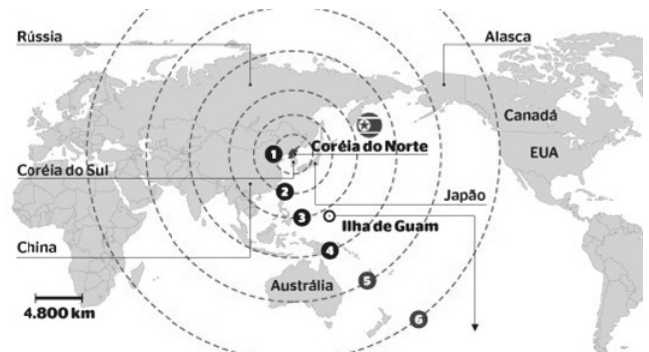 Rússia
Alasca
Canadá
1
Coréia do Norte
EUA
Coréia do Sul
2
Japão
3
Ilha de Guam
China
4
Austrália
5
4.800 km
6